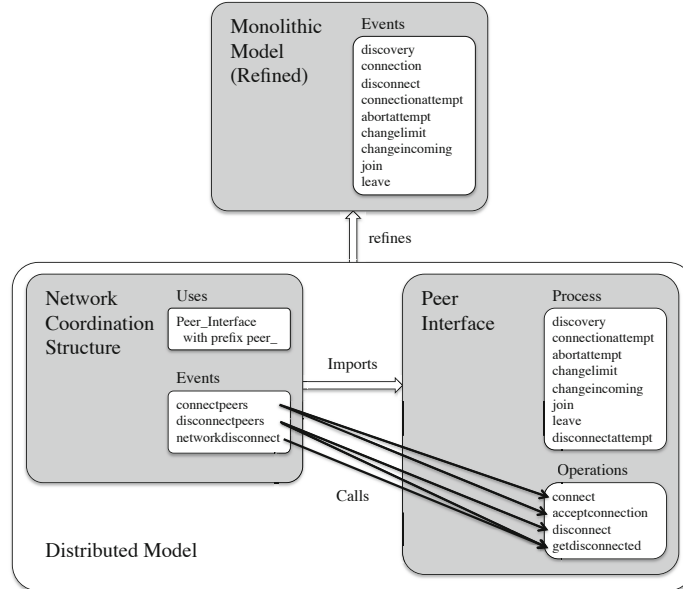 Monolithic
Model
(Refined)
Events
discovery
connection
disconnect
connectionattempt
abortattempt
changelimit
changeincoming
join
leave
refines
Network
Coordination
Structure
Uses
Peer_Interface
with prefix peer_
Events
connectpeers
disconnectpeers
networkdisconnect
Imports
Calls
Peer
Interface
Process
discovery
connectionattempt
abortattempt
changelimit
changeincoming
join
leave
disconnectattempt
Operations
connect
acceptconnection
disconnect
getdisconnected
Distributed Model